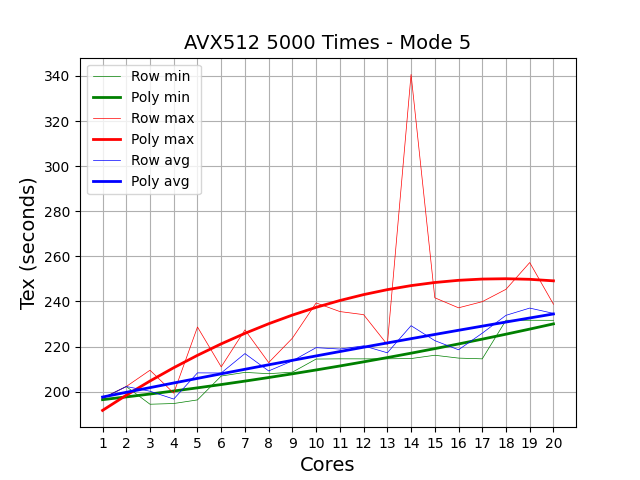 AVX512 5000 Times - Mode 5
Row min
Poly min
Row max
Poly max
Row avg
Poly avg
340
320
300
280
260
240
220
200
Tex (seconds)
1 2 3 4 5 6 7 8 9 10 11 12 13 14 15 16 17 18 19 20
Cores